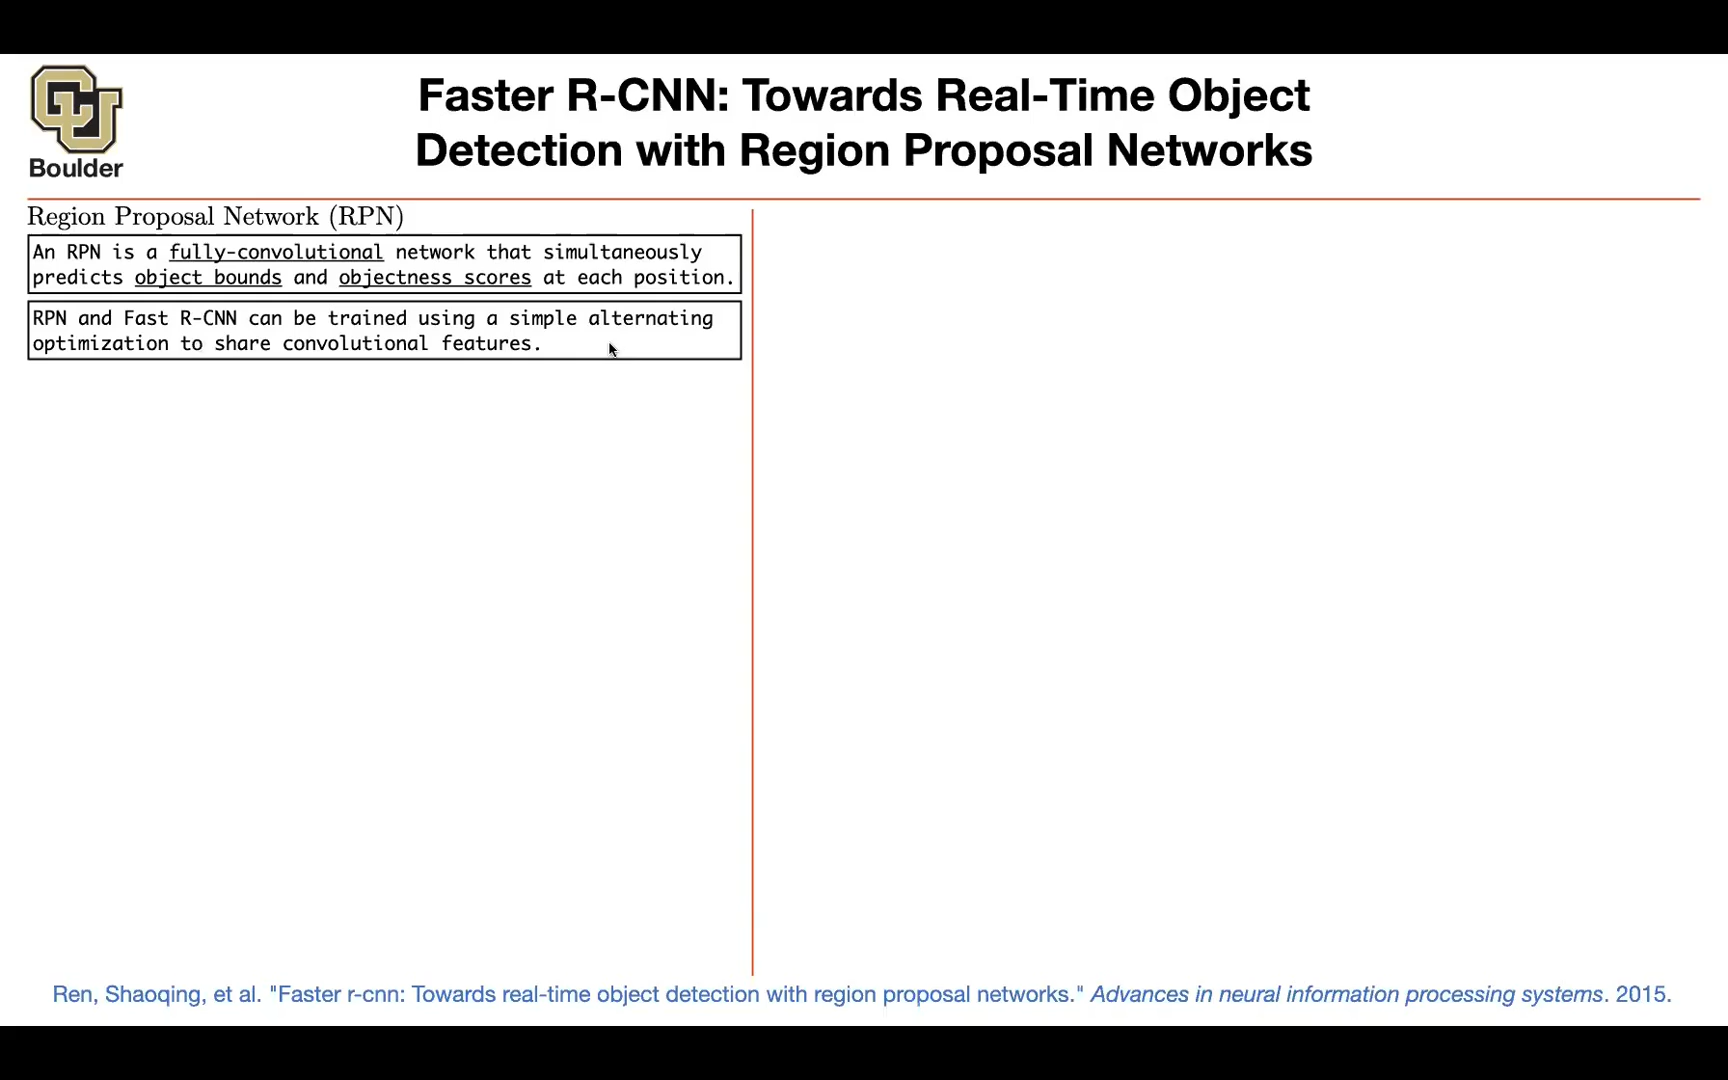 Boulder
Faster R-CNN: Towards Real-Time Object
Detection with Region Proposal Networks
Region Proposal Network (RPN)
An RPN is a fully-convolutional network that simultaneously
predicts object bounds and objectness scores at each position.
RPN and Fast R-CNN can be trained using a simple alternating
optimization to share convolutional features.
Ren, Shaoqing, et al. "Faster r-cnn: Towards real-time object detection with region proposal networks." Advances in neural information processing systems. 2015.